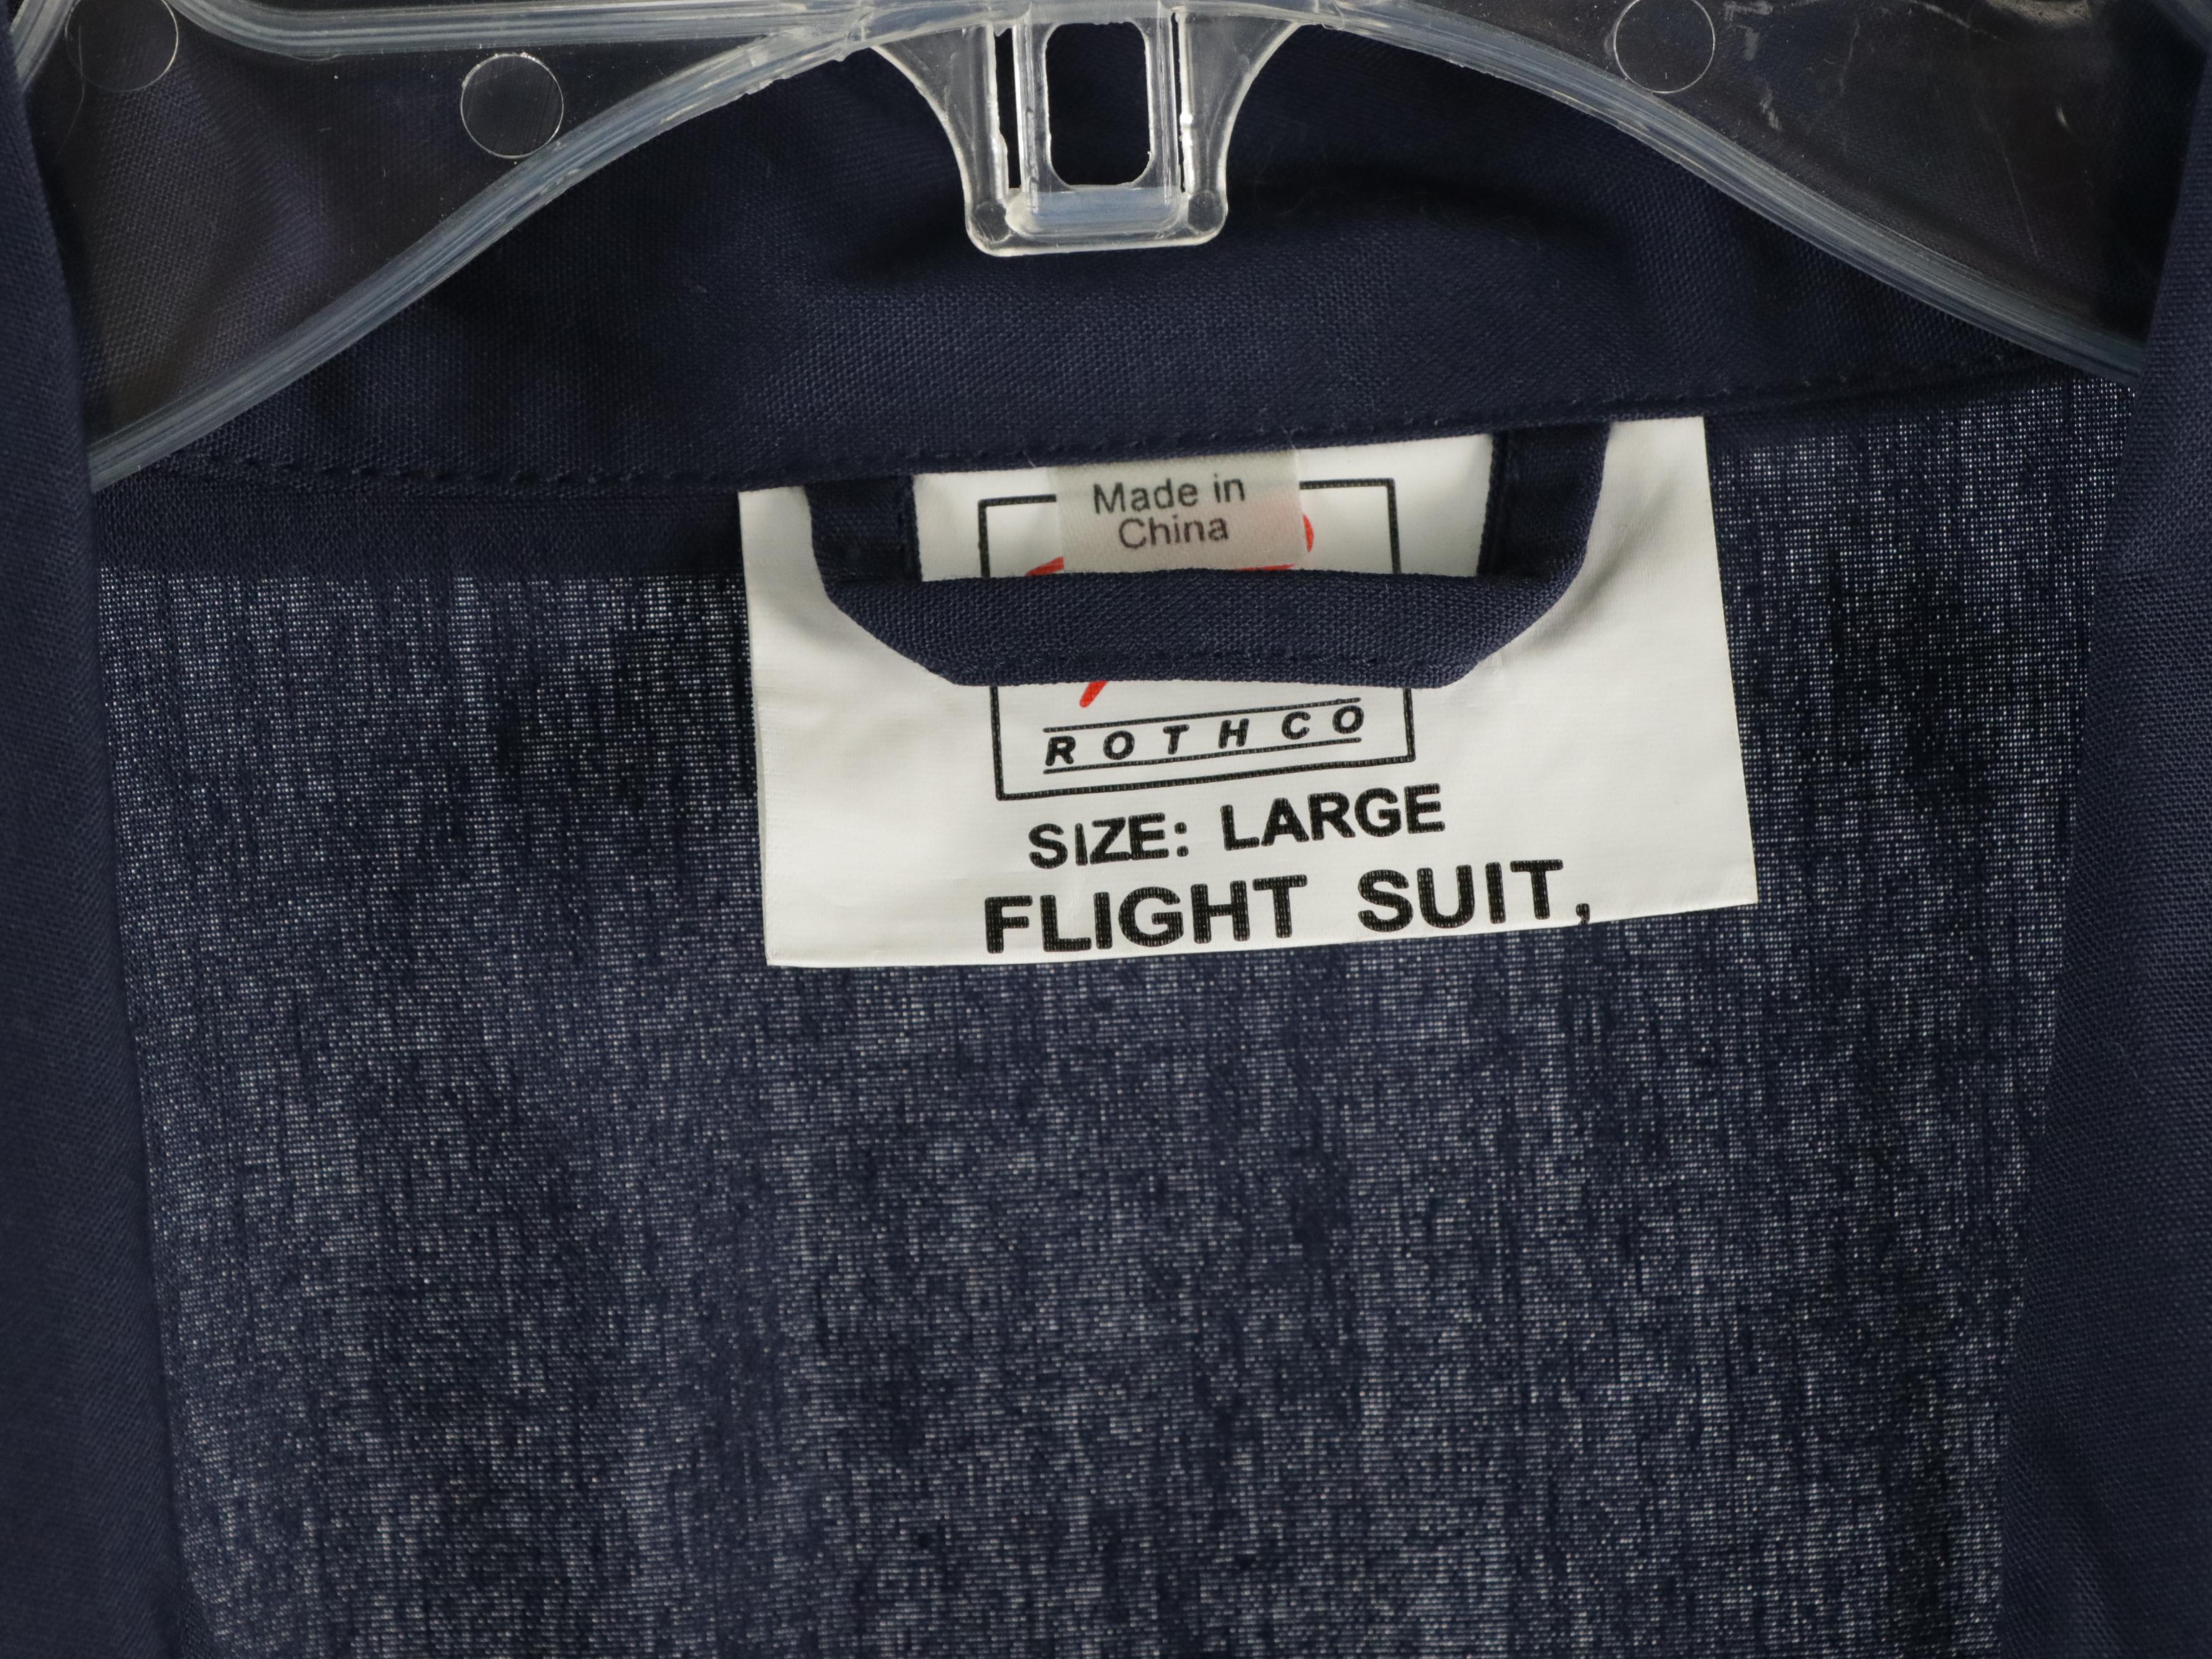 Made in
China
ROTHCO
SIZE: LARGE
FLIGHT SUIT,